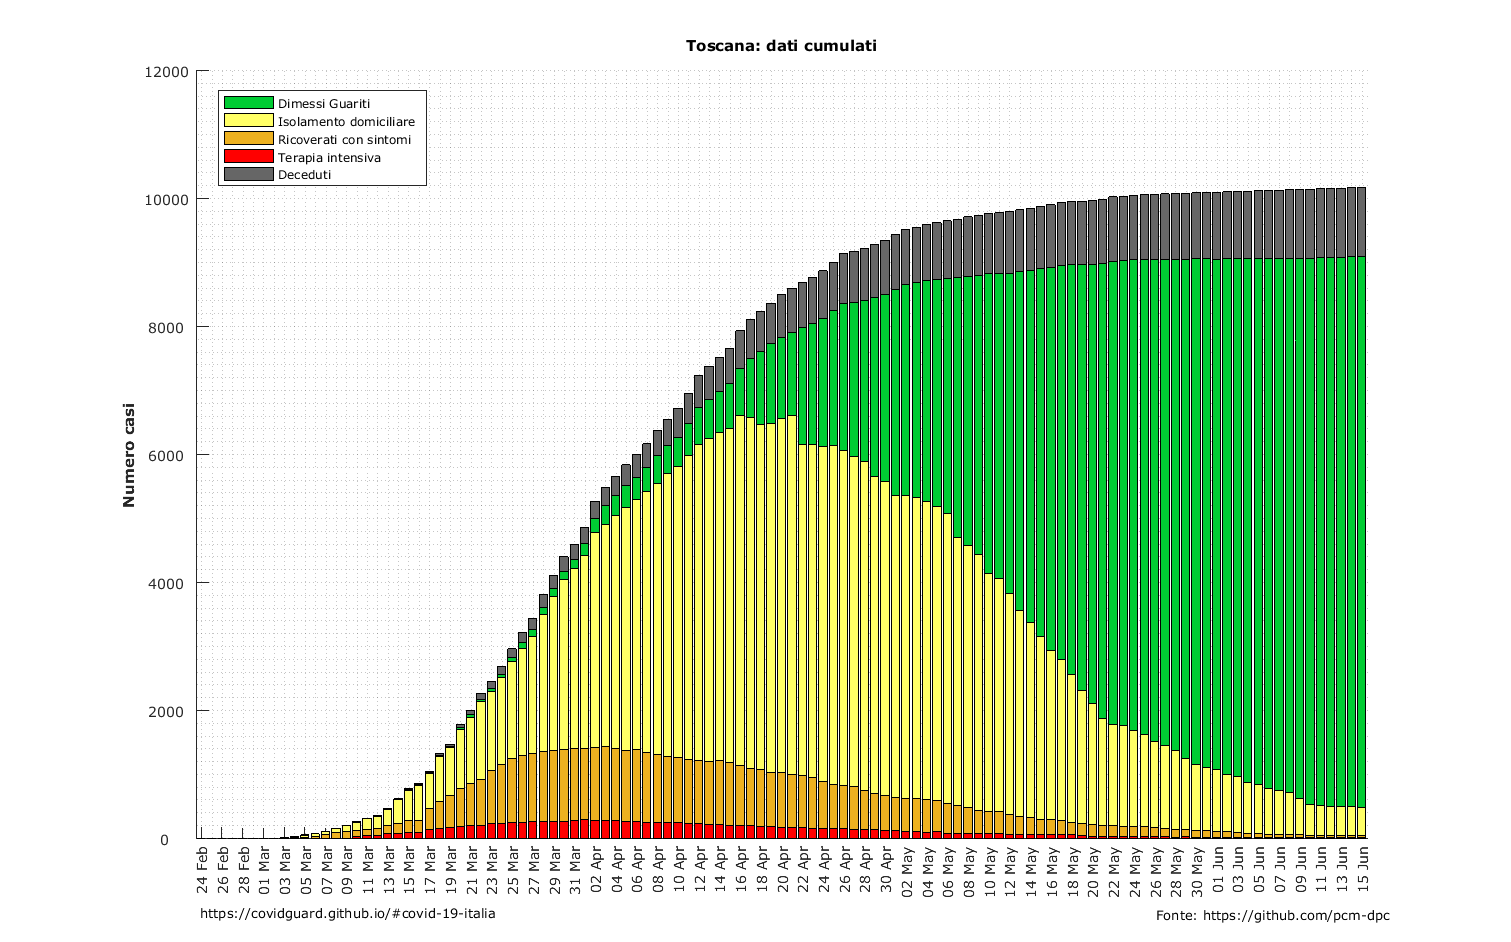 Toscana: dati cumulati
12000
10000
8000
6000
4000
2000
0
Numero casi
Dimessi Guariti
Isolamento domiciliare
Ricoverati con sintomi
Terapia intensiva
Deceduti
24 Feb
26 Feb
28 Feb
01 Mar
03 Mar
05 Mar
07 Mar
09 Mar
11 Mar
13 Mar
15 Mar
17 Mar
19 Mar
21 Mar
23 Mar
25 Mar
27 Mar
29 Mar
31 Mar
02 Apr
04 Apr
06 Apr
08 Apr
10 Apr
12 Apr
14 Apr
16 Apr
18 Apr
20 Apr
22 Apr
24 Apr
26 Apr
28 Apr
30 Apr
02 May
04 May
06 May
08 May
10 May
12 May
14 May
16 May
18 May
20 May
22 May
24 May
26 May
28 May
30 May
01 Jun
03 Jun
05 Jun
07 Jun
09 Jun
11 Jun
13 Jun
15 Jun
https://covidguard.github.io/#covid-19-italia
Fonte: https://github.com/pcm-dpc